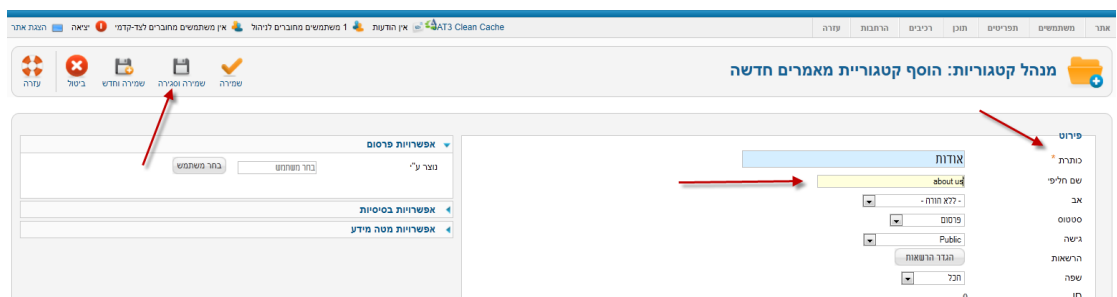 אתר משתמשים תפריטים תוכן רכיבים הרחבות עזרה
JAT3 Clean Cache אין הודעות 1 משתמשים מחוברים לניהול אין משתמשים מחוברים לצד-קדמי יציאה הצגת אתר
מנהל קטגוריות: הוסף קטגוריית מאמרים חדשה
שמירה שמירה וסגירה שמירה וחדש ביטול עזרה
פירוט
כותרת * אודות
שם חליפי about us
אב - ללא הורה -
סטטוס פרסום
גישה Public
הרשאות הגדר הרשאות
שפה הכל
ID 0
אפשרויות פרסום
נוצר ע"י בחר משתמש בחר משתמש
אפשרויות בסיסיות
אפשרויות מטה מידע